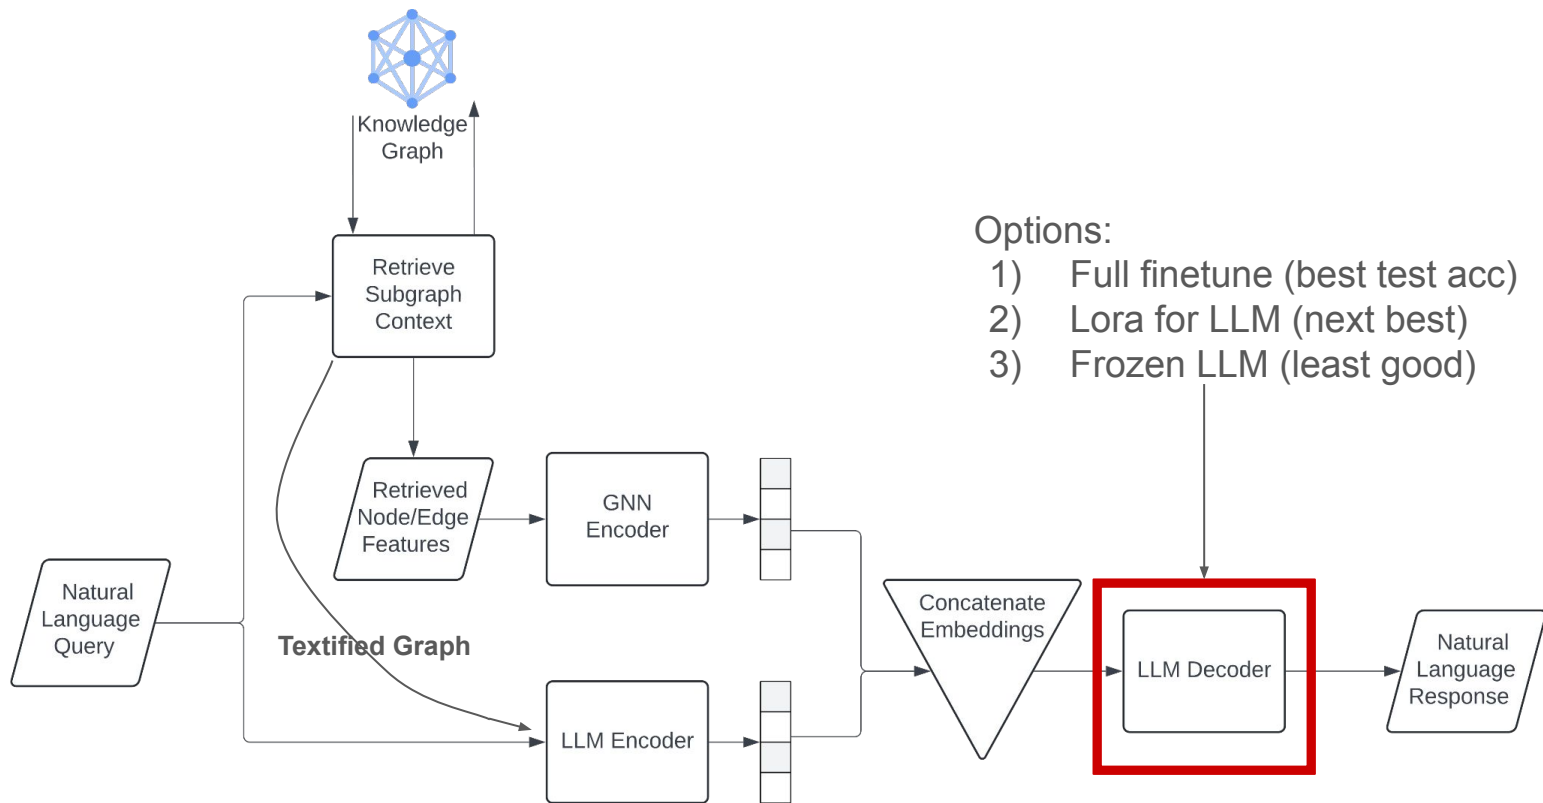 Knowledge
Graph
Retrieve
Subgraph
Context
Options:
1) Full finetune (best test acc)
2) Lora for LLM (next best)
3) Frozen LLM (least good)
Retrieved
Node/Edge
Features
GNN
Encoder
Natural
Language
Query
Textified Graph
LLM Encoder
Concatenate
Embeddings
LLM Decoder
Natural
Language
Response